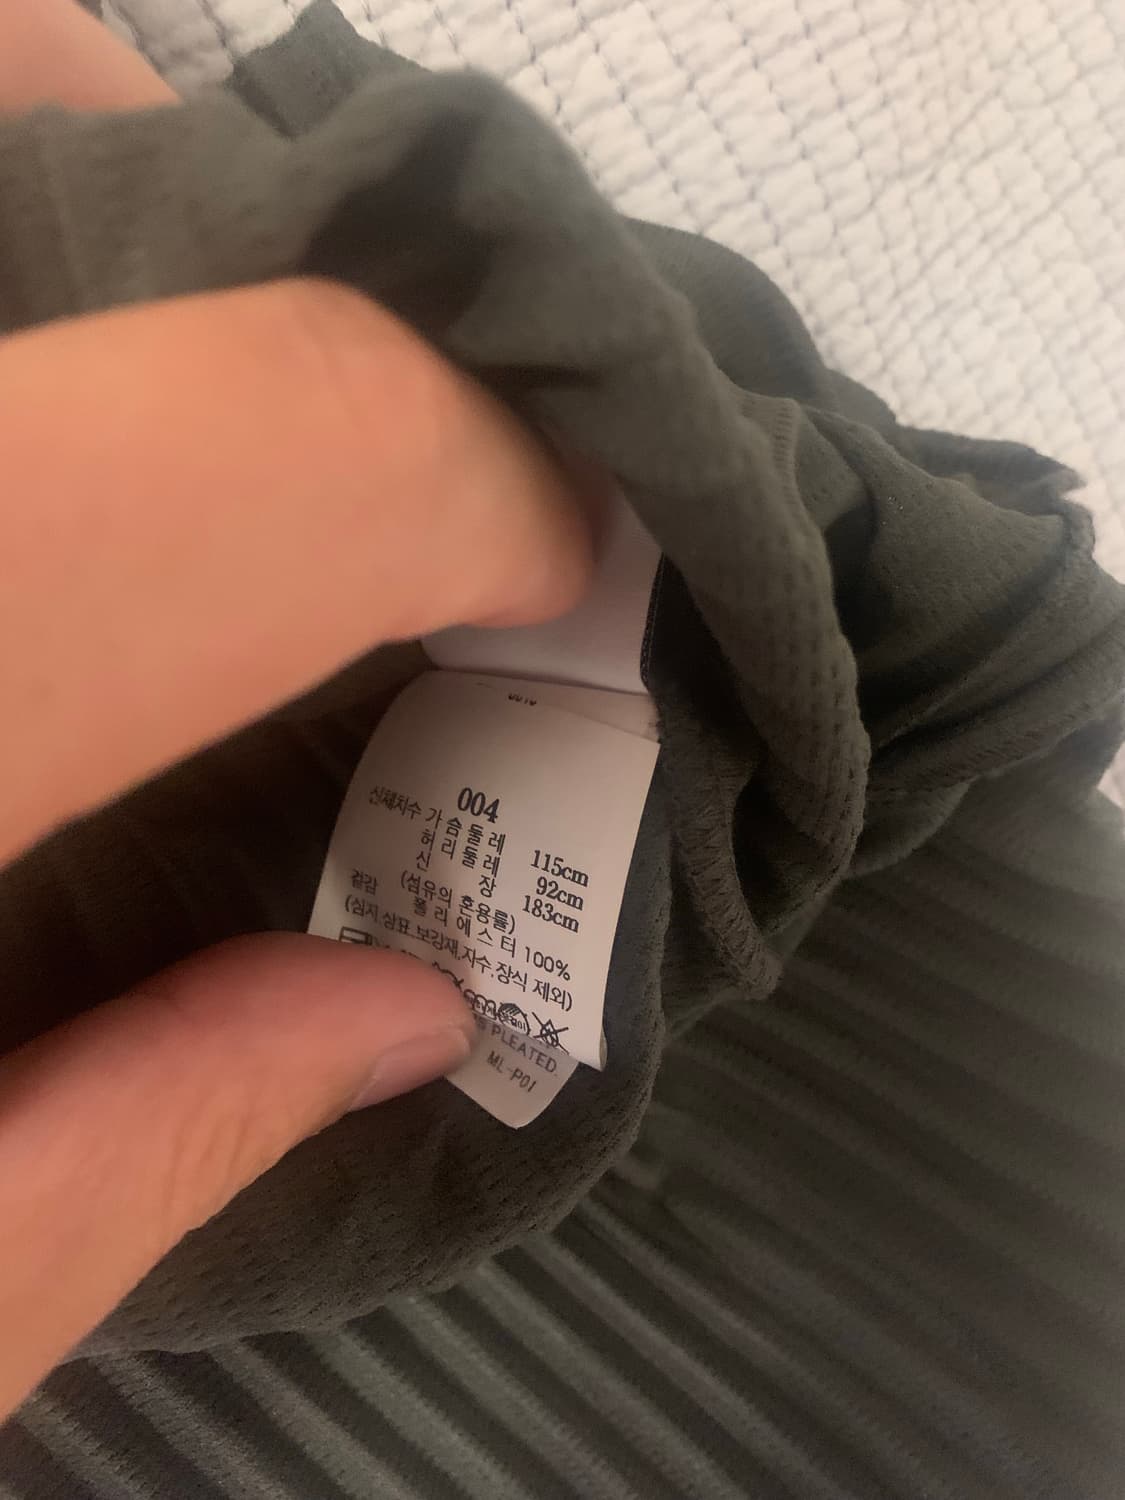 004
신체치수 가슴둘레 115cm
허리둘레 92cm
신장 183cm
(섬유의 혼용률)
겉감 폴리에스터 100%
(심지,상표,보강재,자수,장식 제외)
PLEATED.
ML-P01